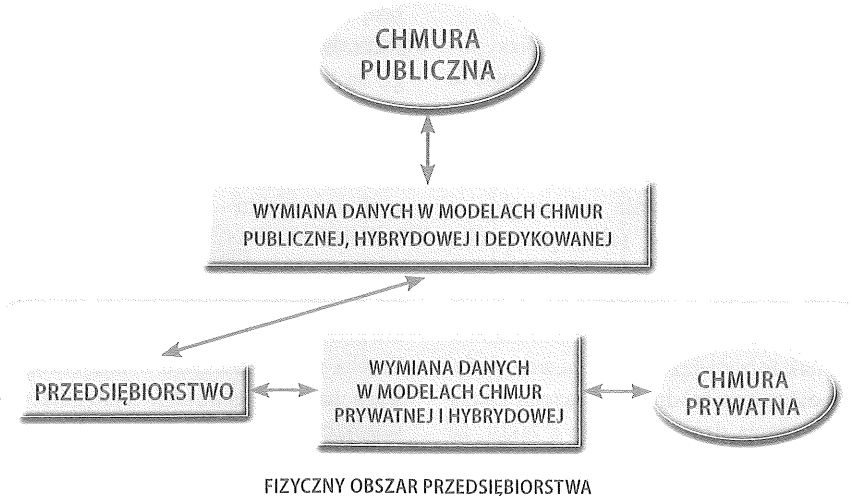 CHMURA
PUBLICZNA
WYMIANA DANYCH W MODELACH CHMUR
PUBLICZNEJ, HYBRYDOWEJ I DEDYKOWANEJ
PRZEDSIĘBIORSTWO
WYMIANA DANYCH
W MODELACH CHMUR
PRYWATNEJ I HYBRYDOWEJ
CHMURA
PRYWATNA
FIZYCZNY OBSZAR PRZEDSIĘBIORSTWA